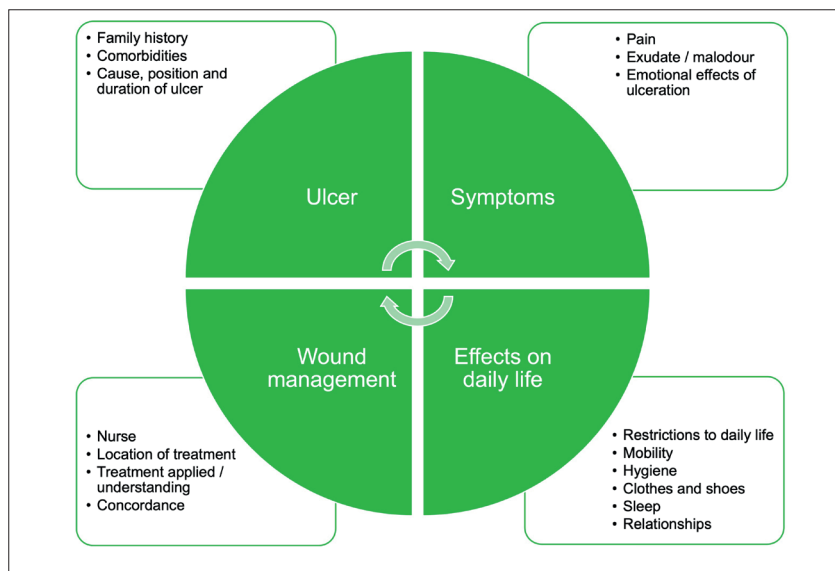 • Family history
• Comorbidities
• Cause, position and
duration of ulcer
• Pain
• Exudate / malodour
• Emotional effects of
ulceration
Ulcer
Symptoms
Wound
management
Effects on
daily life
• Nurse
• Location of treatment
• Treatment applied /
understanding
• Concordance
• Restrictions to daily life
• Mobility
• Hygiene
• Clothes and shoes
• Sleep
• Relationships